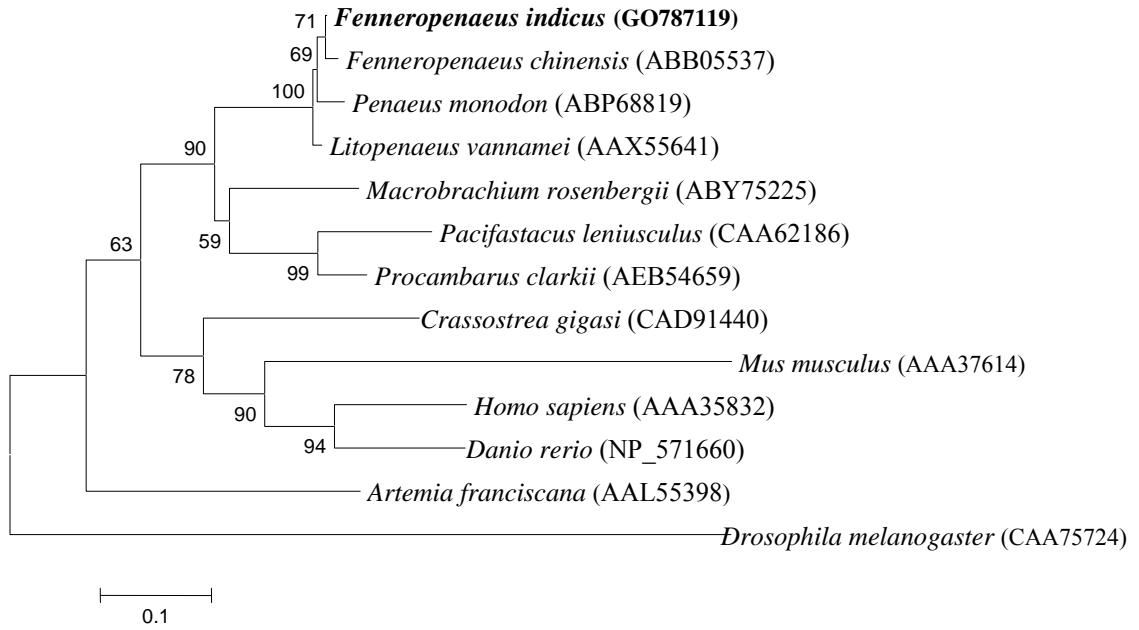 71 Fenneropenaeus indicus (GO787119)
69 Fenneropenaeus chinensis (ABB05537)
100 Penaeus monodon (ABP68819)
Litopenaeus vannamei (AAX55641)
90
Macrobrachium rosenbergii (ABY75225)
59 Pacifastacus leniusculus (CAA62186)
63
99 Procambarus clarkii (AEB54659)
Crassostrea gigasi (CAD91440)
78 Mus musculus (AAA37614)
90 Homo sapiens (AAA35832)
94 Danio rerio (NP_571660)
Artemia franciscana (AAL55398)
Drosophila melanogaster (CAA75724)
0.1